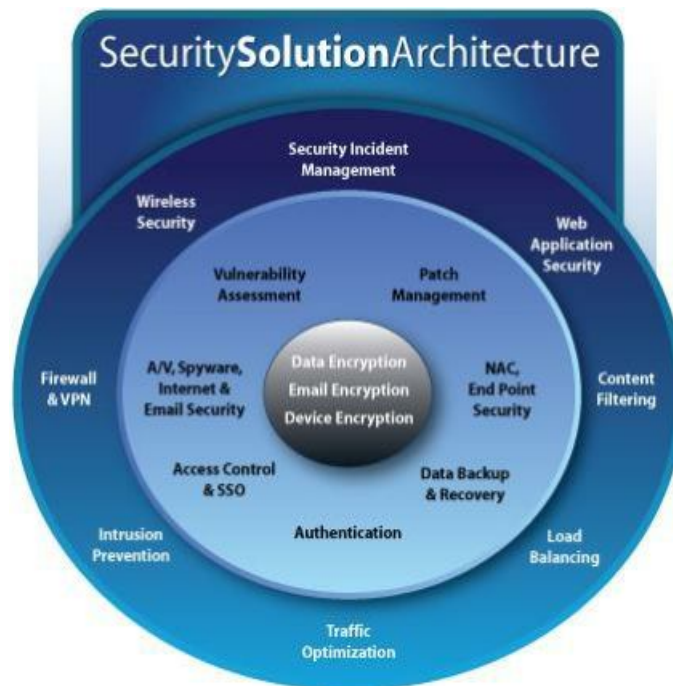 SecuritySolutionArchitecture
Security Incident
Management
Wireless
Security
Web
Application
Security
Vulnerability
Assessment
Patch
Management
Firewall
& VPN
A/V, Spyware,
Internet &
Email Security
Data Encryption
Email Encryption
Device Encryption
NAC,
End Point
Security
Content
Filtering
Access Control
& SSO
Data Backup
& Recovery
Intrusion
Prevention
Authentication
Load
Balancing
Traffic
Optimization